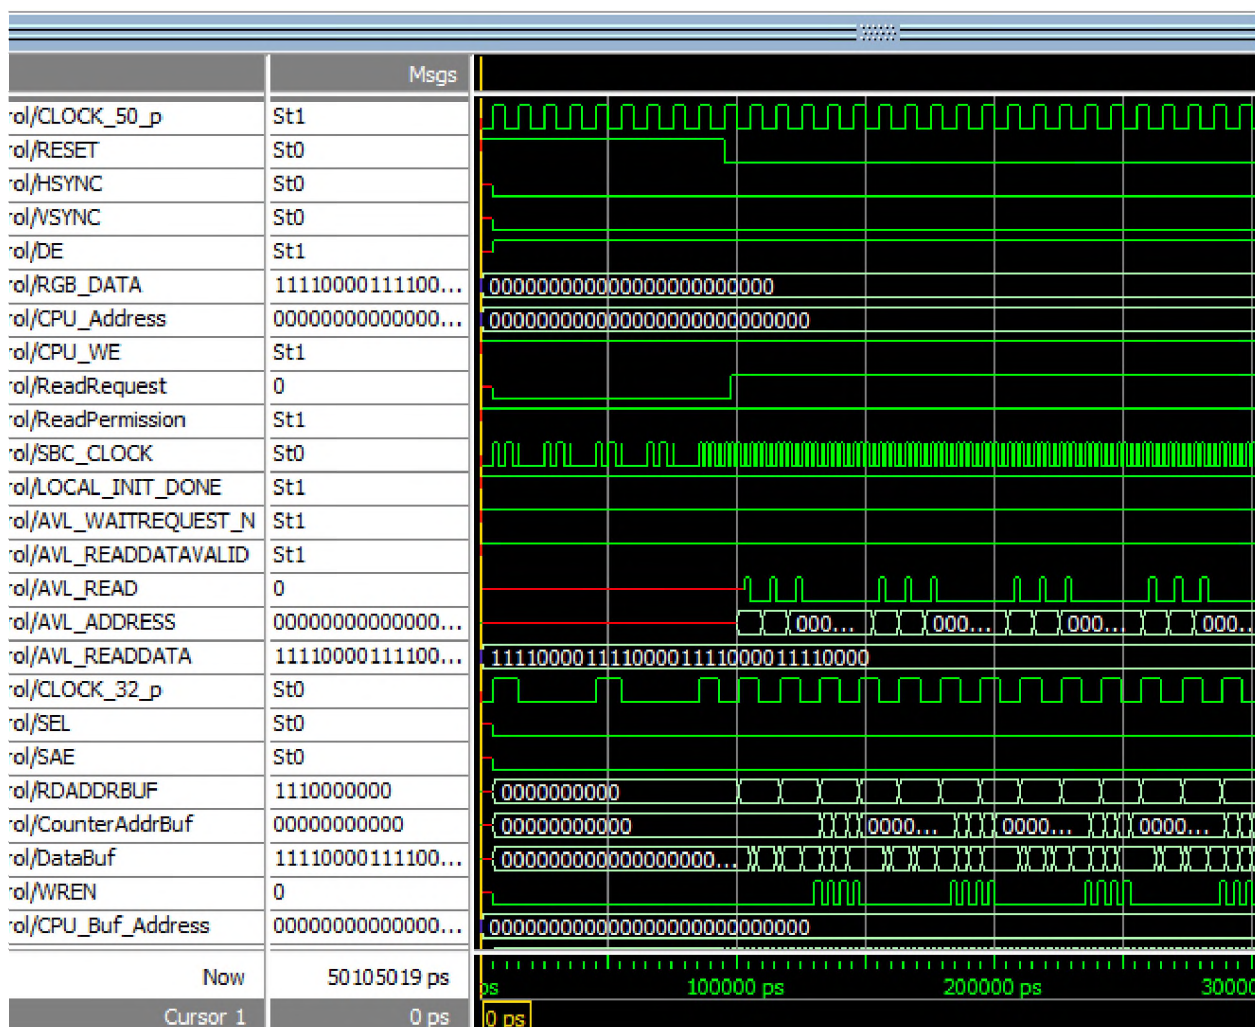 Msgs
rol/CLOCK_50_p St1
rol/RESET St0
rol/HSYNC St0
rol/VSYNC St0
rol/DE St1
rol/RGB_DATA 11110000111100... 000000000000000000000000
rol/CPU_Address 00000000000000... 000000000000000000000000000
rol/CPU_WE St1
rol/ReadRequest 0
rol/ReadPermission St1
rol/SBC_CLOCK St0
rol/LOCAL_INIT_DONE St1
rol/AVL_WAITREQUEST_N St1
rol/AVL_READDATAVALID St1
rol/AVL_READ 0
rol/AVL_ADDRESS 00000000000000... 000... 000... 000... 000..
rol/AVL_READDATA 11110000111100... 11110000111100001111000011110000
rol/CLOCK_32_p St0
rol/SEL St0
rol/SAE St0
rol/RDADDRBUF 1110000000 0000000000
rol/CounterAddrBuf 00000000000 00000000000 0000... 0000... 0000...
rol/DataBuf 11110000111100... 000000000000000000...
rol/WREN 0
rol/CPU_Buf_Address 00000000000000... 000000000000000000000000000
Now 50105019 ps ps 100000 ps 200000 ps 30000
Cursor 1 0 ps 0 ps